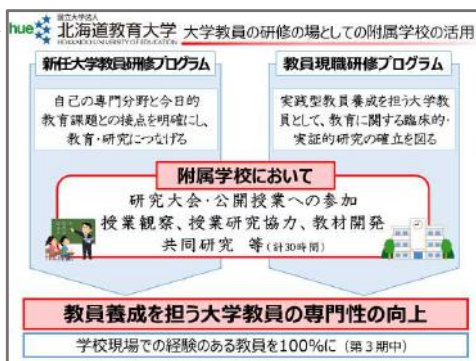 hue
国立大学法人
北海道教育大学
HOKKAIDO UNIVERSITY OF EDUCATION
大学教員の研修の場としての附属学校の活用
新任大学教員研修プログラム
自己の専門分野と今日的
教育課題との接点を明確にし、
教育・研究につなげる
教員現職研修プログラム
実践型教員養成を担う大学教
員として、教育に関する臨床的・
実証的研究の確立を図る
附属学校において
研究大会・公開授業への参加
授業観察、授業研究協力、教材開発
共同研究 等(計30時間)
教員養成を担う大学教員の専門性の向上
学校現場での経験のある教員を100%に(第3期中)